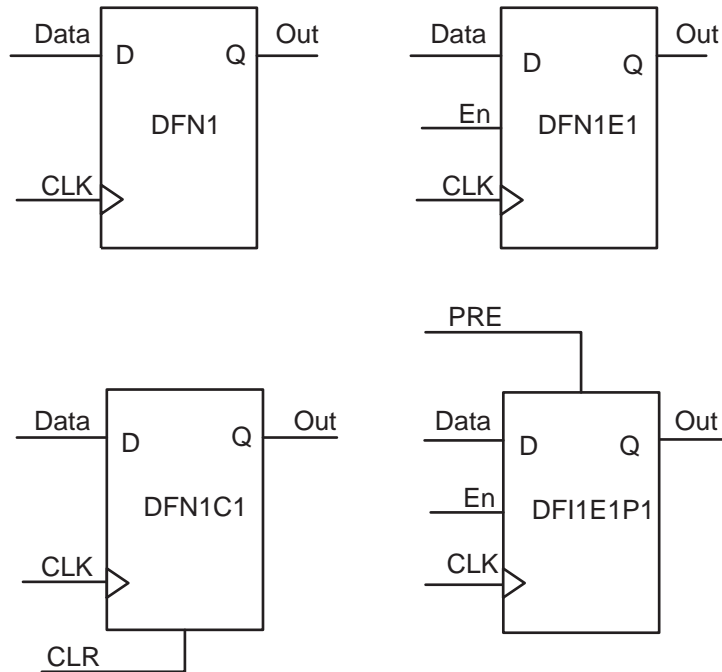 Data
D
Q
Out
DFN1
CLK
Data
D
Q
Out
En
DFN1E1
CLK
Data
D
Q
Out
DFN1C1
CLK
CLR
PRE
Data
D
Q
Out
En
DFI1E1P1
CLK